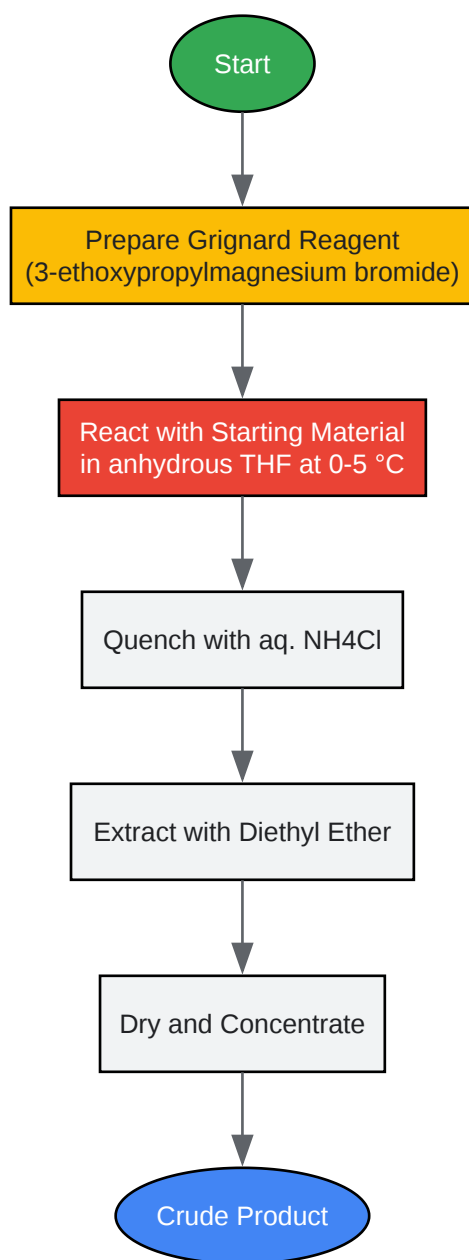 Start
Prepare Grignard Reagent
(3-ethoxypropylmagnesium bromide)
React with Starting Material
in anhydrous THF at 0-5 °C
Quench with aq. NH4Cl
Extract with Diethyl Ether
Dry and Concentrate
Crude Product